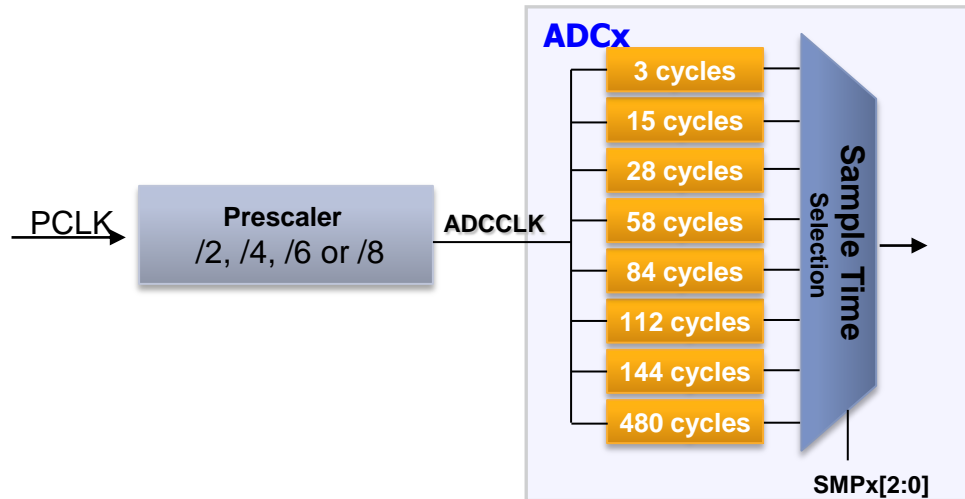 ADCx
3 cycles
15 cycles
28 cycles
58 cycles
84 cycles
112 cycles
144 cycles
480 cycles
PCLK
Prescaler
/2, /4, /6 or /8
ADCCLK
Sample Time
Selection
SMPx[2:0]